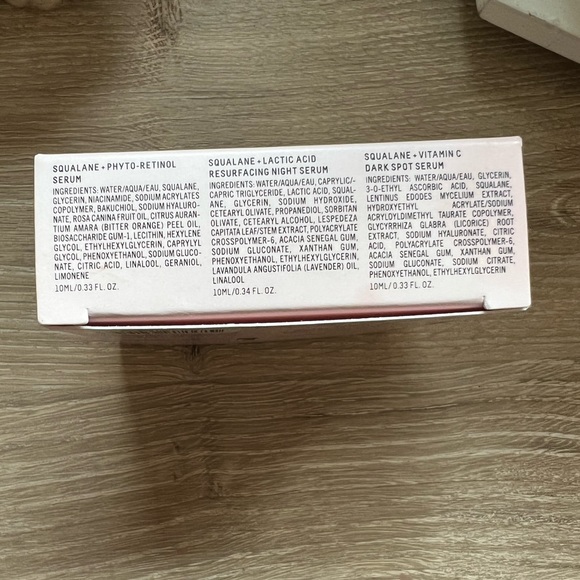 SQUALANE + PHYTO-RETINOL
SERUM
INGREDIENTS: WATER/AQUA/EAU, SQUALANE,
GLYCERIN, NIACINAMIDE, SODIUM ACRYLATES
COPOLYMER, BAKUCHIOL, SODIUM HYALURO-
NATE, ROSA CANINA FRUIT OIL, CITRUS AURAN-
TIUM AMARA (BITTER ORANGE) PEEL OIL,
BIOSACCHARIDE GUM-1, LECITHIN, HEXYLENE
GLYCOL, ETHYLHEXYLGLYCERIN, CAPRYLYL
GLYCOL, PHENOXYETHANOL, SODIUM GLUCO-
NATE, CITRIC ACID, LINALOOL, GERANIOL,
LIMONENE
10ML/0.33 FL. OZ.
SQUALANE + LACTIC ACID
RESURFACING NIGHT SERUM
INGREDIENTS: WATER/AQUA/EAU, CAPRYLIC/-
CAPRIC TRIGLYCERIDE, LACTIC ACID, SQUAL-
ANE, GLYCERIN, SODIUM HYDROXIDE,
CETEARYL OLIVATE, PROPANEDIOL, SORBITAN
OLIVATE, CETEARYL ALCOHOL, LESPEDEZA
CAPITATA LEAF/STEM EXTRACT, POLYACRYLATE
CROSSPOLYMER-6, ACACIA SENEGAL GUM,
SODIUM GLUCONATE, XANTHAN GUM,
PHENOXYETHANOL, ETHYLHEXYLGLYCERIN,
LAVANDULA ANGUSTIFOLIA (LAVENDER) OIL,
LINALOOL
10ML/0.34 FL. OZ.
SQUALANE + VITAMIN C
DARK SPOT SERUM
INGREDIENTS: WATER/AQUA/EAU, GLYCERIN,
3-O-ETHYL ASCORBIC ACID, SQUALANE,
LENTINUS EDODES MYCELIUM EXTRACT,
HYDROXYETHYL ACRYLATE/SODIUM
ACRYLOYLDIMETHYL TAURATE COPOLYMER,
GLYCYRRHIZA GLABRA (LICORICE) ROOT
EXTRACT, SODIUM HYALURONATE, CITRIC
ACID, POLYACRYLATE CROSSPOLYMER-6,
ACACIA SENEGAL GUM, XANTHAN GUM,
SODIUM GLUCONATE, SODIUM CITRATE,
PHENOXYETHANOL, ETHYLHEXYLGLYCERIN
10ML/0.33 FL. OZ.